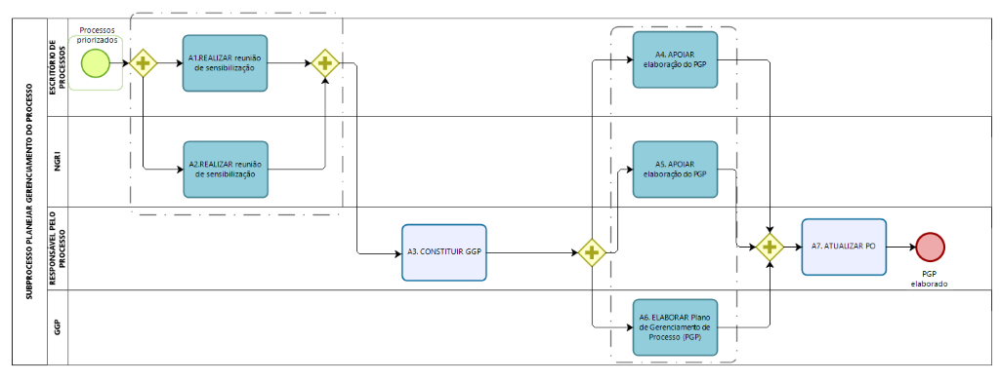 SUBPROCESSO PLANEJAR GERENCIAMENTO DO PROCESSO
ESCRITÓRIO DE
PROCESSOS
Processos
priorizados
A1.REALIZAR reunião
de sensibilização
A4. APOIAR
elaboração do PGP
NGRI
A2.REALIZAR reunião
de sensibilização
A5. APOIAR
elaboração do PGP
RESPONSÁVEL PELO
PROCESSO
A3. CONSTITUIR GGP
A7. ATUALIZAR PO
PGP
elaborado
GGP
A6. ELABORAR Plano
de Gerenciamento de
Processo (PGP)